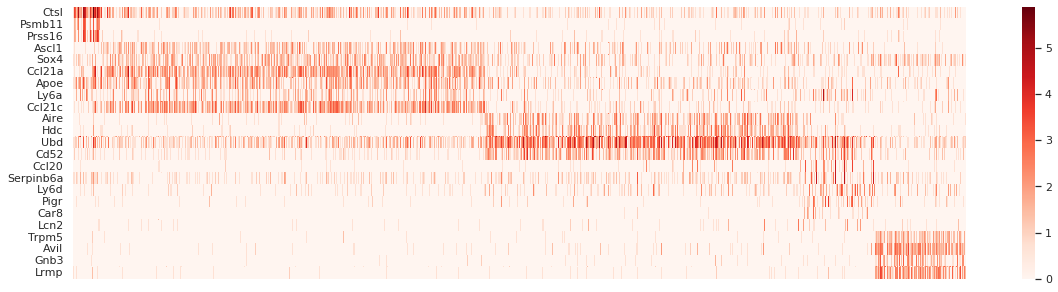 Ctsl
Psmb11
Prss16
Ascl1
Sox4
Ccl21a
Apoe
Ly6a
Ccl21c
Aire
Hdc
Ubd
Cd52
Ccl20
Serpinb6a
Ly6d
Pigr
Car8
Lcn2
Trpm5
Avil
Gnb3
Lrmp
5
4
3
2
1
0